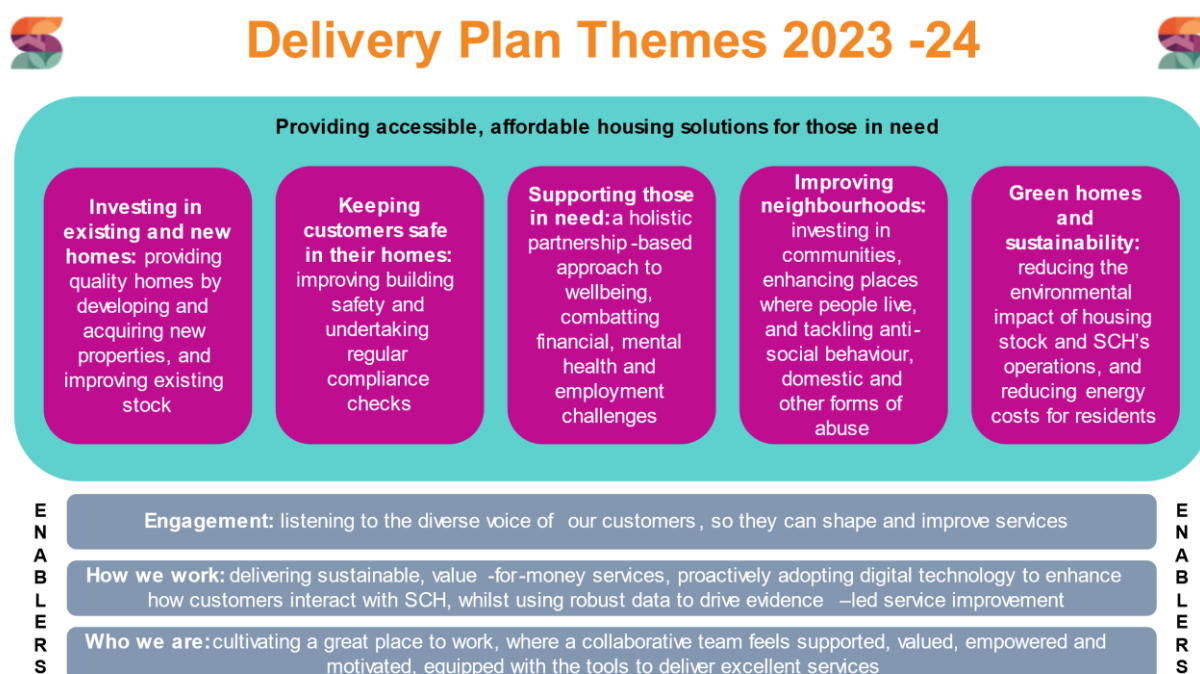 Delivery Plan Themes 2023 -24
Providing accessible, affordable housing solutions for those in need
Investing in
existing and new
homes: providing
quality homes by
developing and
acquiring new
properties, and
improving existing
stock
Keeping
customers safe
in their homes:
improving building
safety and
undertaking
regular
compliance
checks
Supporting those
in need: a holistic
partnership -based
approach to
wellbeing,
combatting
financial, mental
health and
employment
challenges
Improving
neighbourhoods:
investing in
communities,
enhancing places
where people live,
and tackling anti-
social behaviour,
domestic and
other forms of
abuse
Green homes
and
sustainability:
reducing the
environmental
impact of housing
stock and SCH's
operations, and
reducing energy
costs for residents
ENABLERS
Engagement: listening to the diverse voice of our customers, so they can shape and improve services
How we work: delivering sustainable, value -for-money services, proactively adopting digital technology to enhance
how customers interact with SCH, whilst using robust data to drive evidence –led service improvement
Who we are: cultivating a great place to work, where a collaborative team feels supported, valued, empowered and
motivated, equipped with the tools to deliver excellent services
ENABLERS